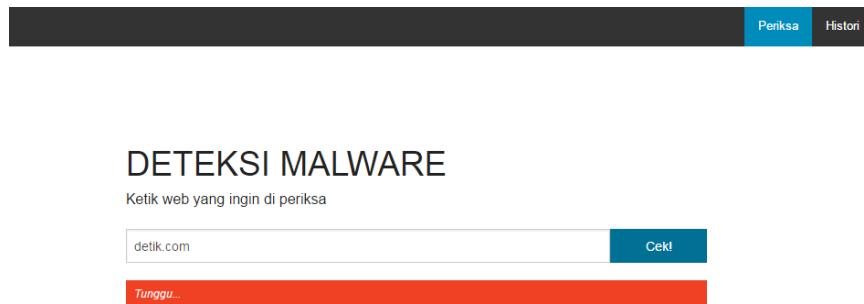 Periksa Histori
DETEKSI MALWARE
Ketik web yang ingin di periksa
detik.com Cek!
Tunggu...